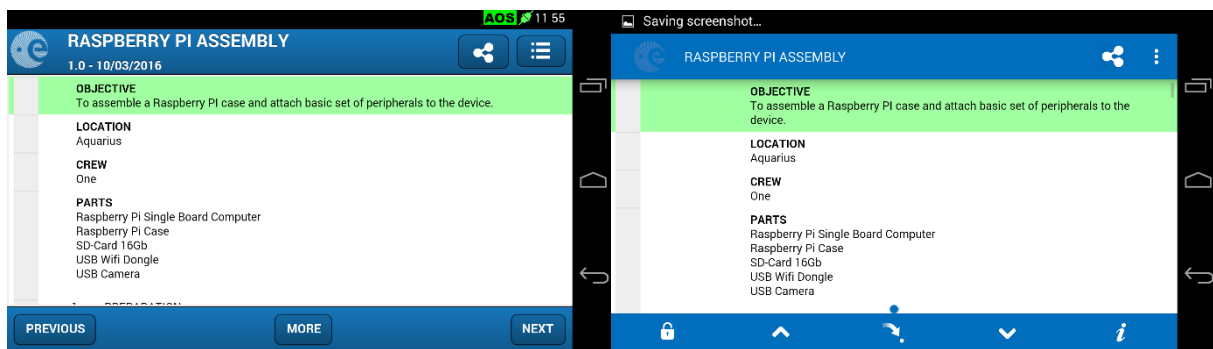 AOS 11 55
RASPBERRY PI ASSEMBLY
1.0 - 10/03/2016
OBJECTIVE
To assemble a Raspberry PI case and attach basic set of peripherals to the device.
LOCATION
Aquarius
CREW
One
PARTS
Raspberry Pi Single Board Computer
Raspberry Pi Case
SD-Card 16Gb
USB Wifi Dongle
USB Camera
PREVIOUS
MORE
NEXT
Saving screenshot...
RASPBERRY PI ASSEMBLY
OBJECTIVE
To assemble a Raspberry PI case and attach basic set of peripherals to the
device.
LOCATION
Aquarius
CREW
One
PARTS
Raspberry Pi Single Board Computer
Raspberry Pi Case
SD-Card 16Gb
USB Wifi Dongle
USB Camera